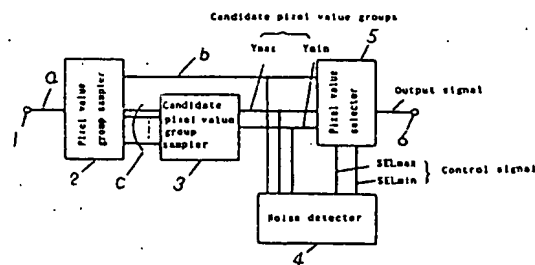 Candidate pixel value groups
Ymax Ymin
a
b
c
1
2
3
4
5
Pixel value group sampler
Candidate pixel value group sampler
Pixel value selector
Output signal
SELmax
SELmin
Control signal
Noise detector